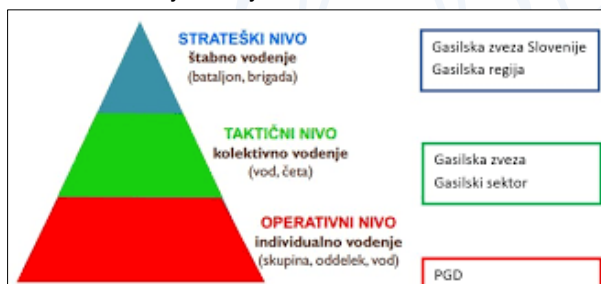 STRATEŠKI NIVO
štabno vodenje
(bataljon, brigada)
Gasilska zveza Slovenije
Gasilska regija
TAKTIČNI NIVO
kolektivno vodenje
(vod, četa)
Gasilska zveza
Gasilski sektor
OPERATIVNI NIVO
individualno vodenje
(skupina, oddelek, vod)
PGD